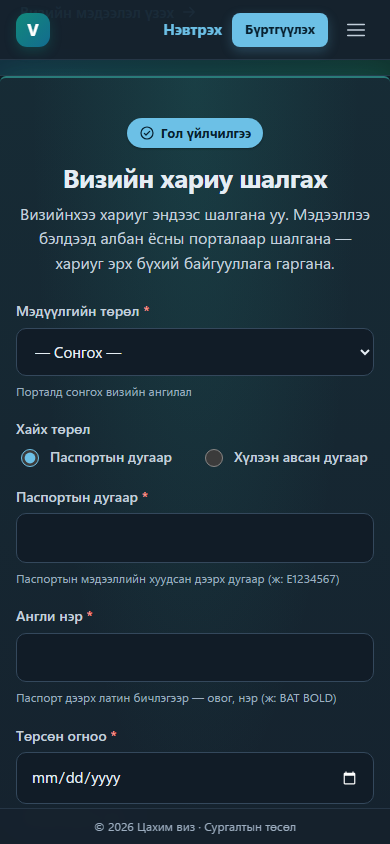 Визийн мэдээлэл үзэх →
V
Нэвтрэх
Бүртгүүлэх
Гол үйлчилгээ
Визийн хариу шалгах
Визийнхээ хариуг эндээс шалгана уу. Мэдээллээ
бэлдээд албан ёсны порталаар шалгана —
хариуг эрх бүхий байгууллага гаргана.
Мэдүүлгийн төрөл *
— Сонгох —
Порталд сонгох визийн ангилал
Хайх төрөл
Паспортын дугаар
Хүлээн авсан дугаар
Паспортын дугаар *
Паспортын мэдээллийн хуудсан дээрх дугаар (ж: E1234567)
Англи нэр *
Паспорт дээрх латин бичлэгээр — овог, нэр (ж: BAT BOLD)
Төрсөн огноо *
mm/dd/yyyy
© 2026 Цахим виз · Сургалтын төсөл